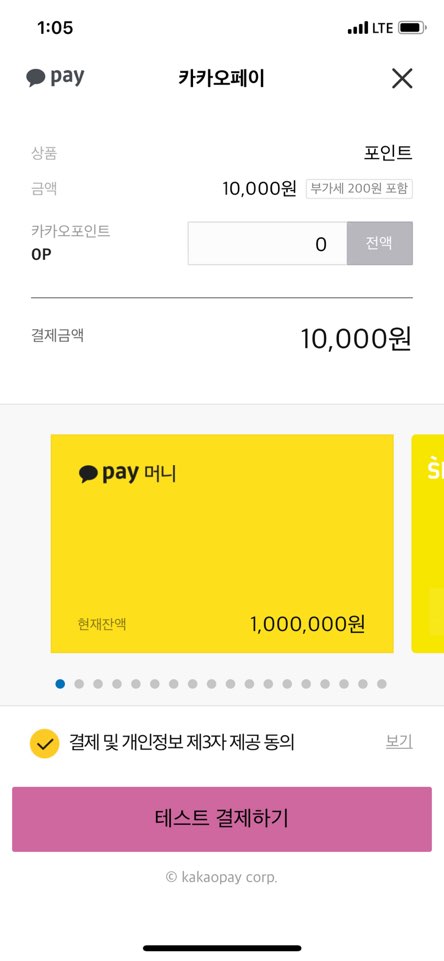 1:05 LTE
pay 카카오페이
상품 포인트
금액 10,000원 부가세 200원 포함
카카오포인트
0P 0 전액
결제금액 10,000원
pay 머니
현재잔액 1,000,000원
결제 및 개인정보 제3자 제공 동의 보기
테스트 결제하기
© kakaopay corp.